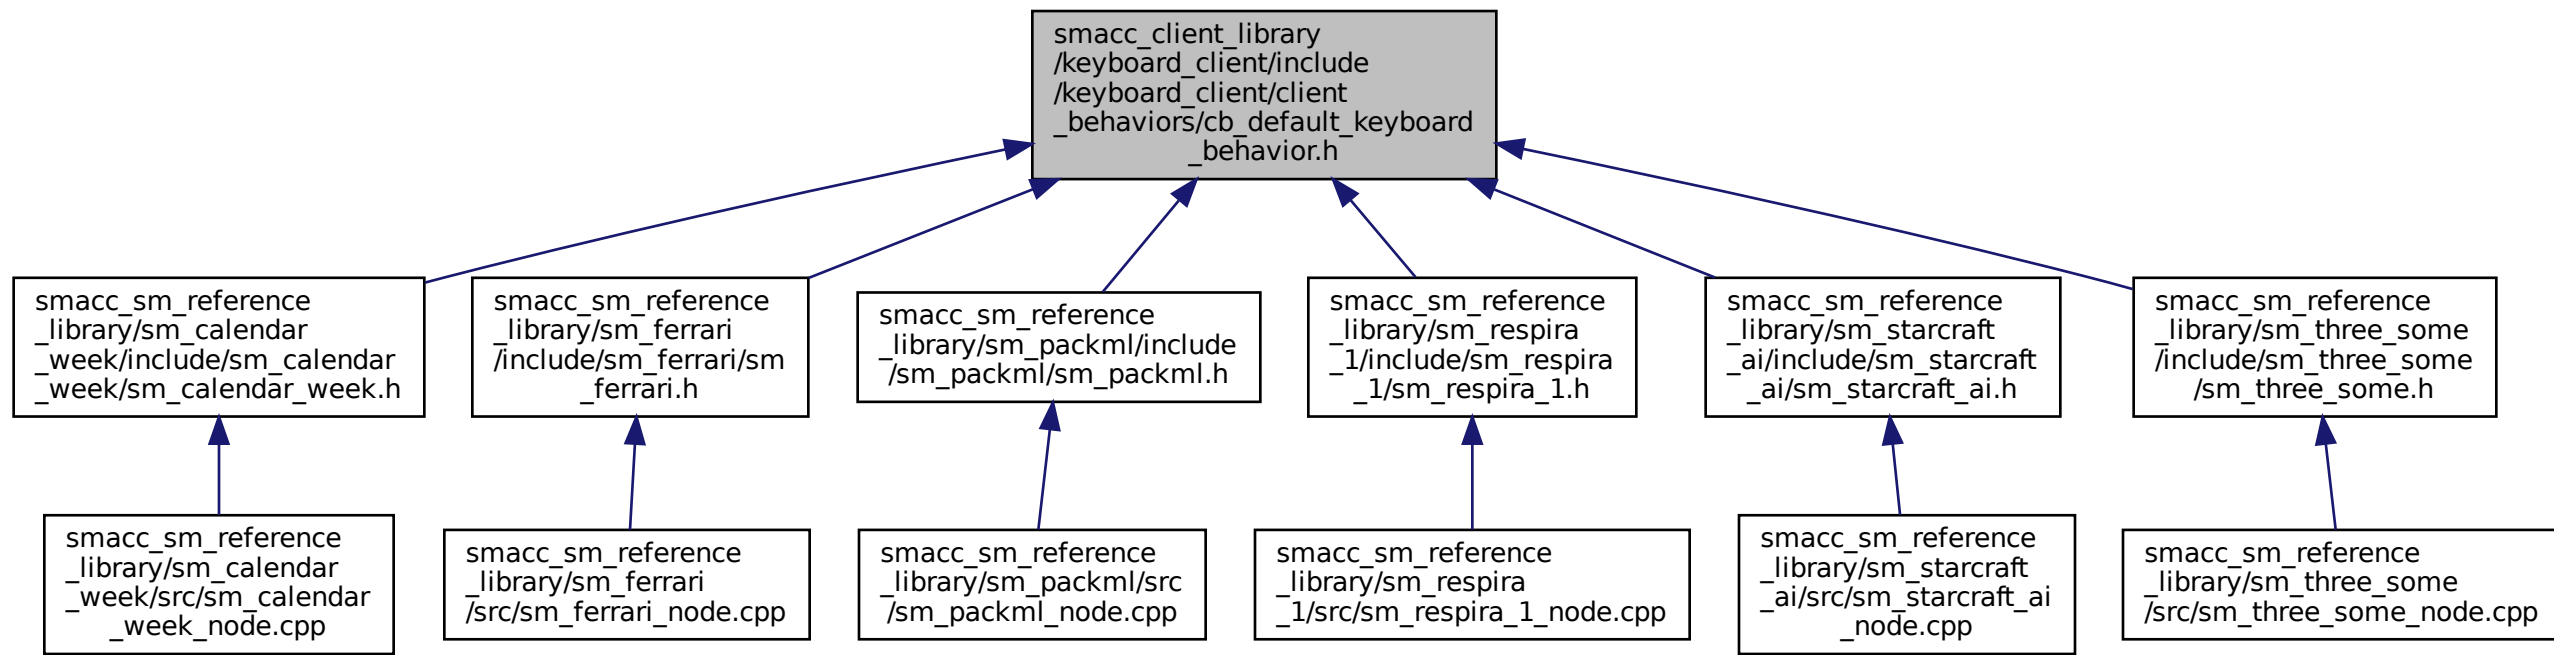 smacc_client_library
/keyboard_client/include
/keyboard_client/client
_behaviors/cb_default_keyboard
_behavior.h
smacc_sm_reference
_library/sm_calendar
_week/include/sm_calendar
_week/sm_calendar_week.h
smacc_sm_reference
_library/sm_ferrari
/include/sm_ferrari/sm
_ferrari.h
smacc_sm_reference
_library/sm_packml/include
/sm_packml/sm_packml.h
smacc_sm_reference
_library/sm_respira
_1/include/sm_respira
_1/sm_respira_1.h
smacc_sm_reference
_library/sm_starcraft
_ai/include/sm_starcraft
_ai/sm_starcraft_ai.h
smacc_sm_reference
_library/sm_three_some
/include/sm_three_some
/sm_three_some.h
smacc_sm_reference
_library/sm_calendar
_week/src/sm_calendar
_week_node.cpp
smacc_sm_reference
_library/sm_ferrari
/src/sm_ferrari_node.cpp
smacc_sm_reference
_library/sm_packml/src
/sm_packml_node.cpp
smacc_sm_reference
_library/sm_respira
_1/src/sm_respira_1_node.cpp
smacc_sm_reference
_library/sm_starcraft
_ai/src/sm_starcraft_ai
_node.cpp
smacc_sm_reference
_library/sm_three_some
/src/sm_three_some_node.cpp